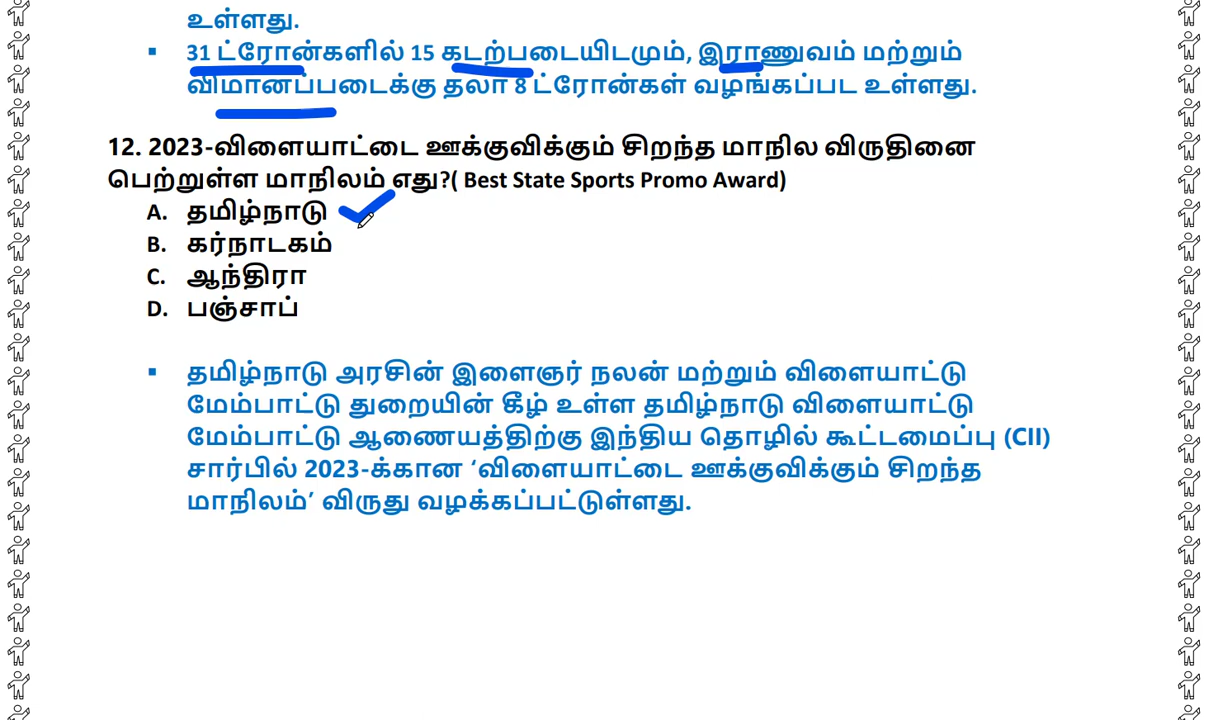 உள்ளது.
▪ 31 ட்ரோன்களில் 15 கடற்படையிடமும், இராணுவம் மற்றும்
விமானப்படைக்கு தலா 8 ட்ரோன்கள் வழங்கப்பட உள்ளது.
12. 2023-விளையாட்டை ஊக்குவிக்கும் சிறந்த மாநில விருதினை
பெற்றுள்ள மாநிலம் எது?( Best State Sports Promo Award)
A. தமிழ்நாடு
B. கர்நாடகம்
C. ஆந்திரா
D. பஞ்சாப்
▪ தமிழ்நாடு அரசின் இளைஞர் நலன் மற்றும் விளையாட்டு
மேம்பாட்டு துறையின் கீழ் உள்ள தமிழ்நாடு விளையாட்டு
மேம்பாட்டு ஆணையத்திற்கு இந்திய தொழில் கூட்டமைப்பு (CII)
சார்பில் 2023-க்கான ‘விளையாட்டை ஊக்குவிக்கும் சிறந்த
மாநிலம்’ விருது வழக்கப்பட்டுள்ளது.